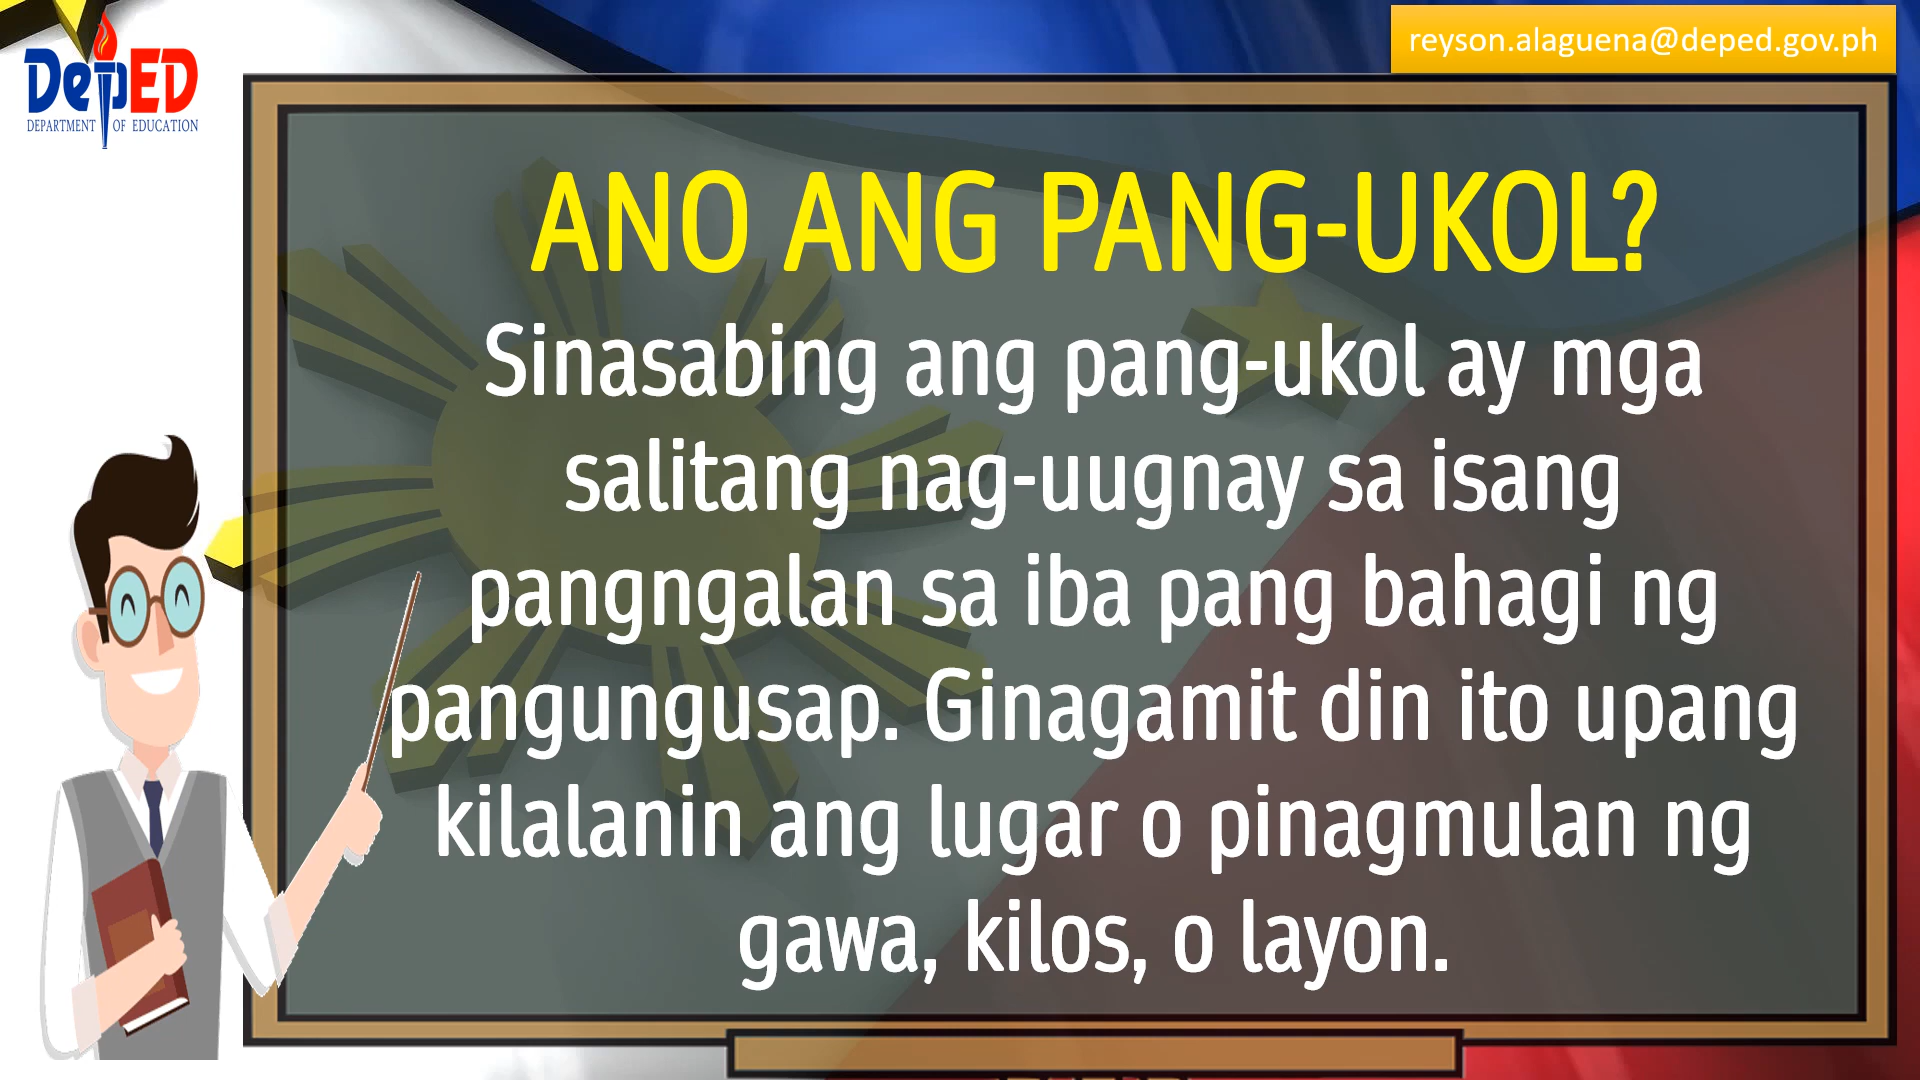 reyson.alaguena@deped.gov.ph
DepED
DEPARTMENT OF EDUCATION
ANO ANG PANG-UKOL?
Sinasabing ang pang-ukol ay mga
salitang nag-uugnay sa isang
pangngalan sa iba pang bahagi ng
pangungusap. Ginagamit din ito upang
kilalanin ang lugar o pinagmulan ng
gawa, kilos, o layon.